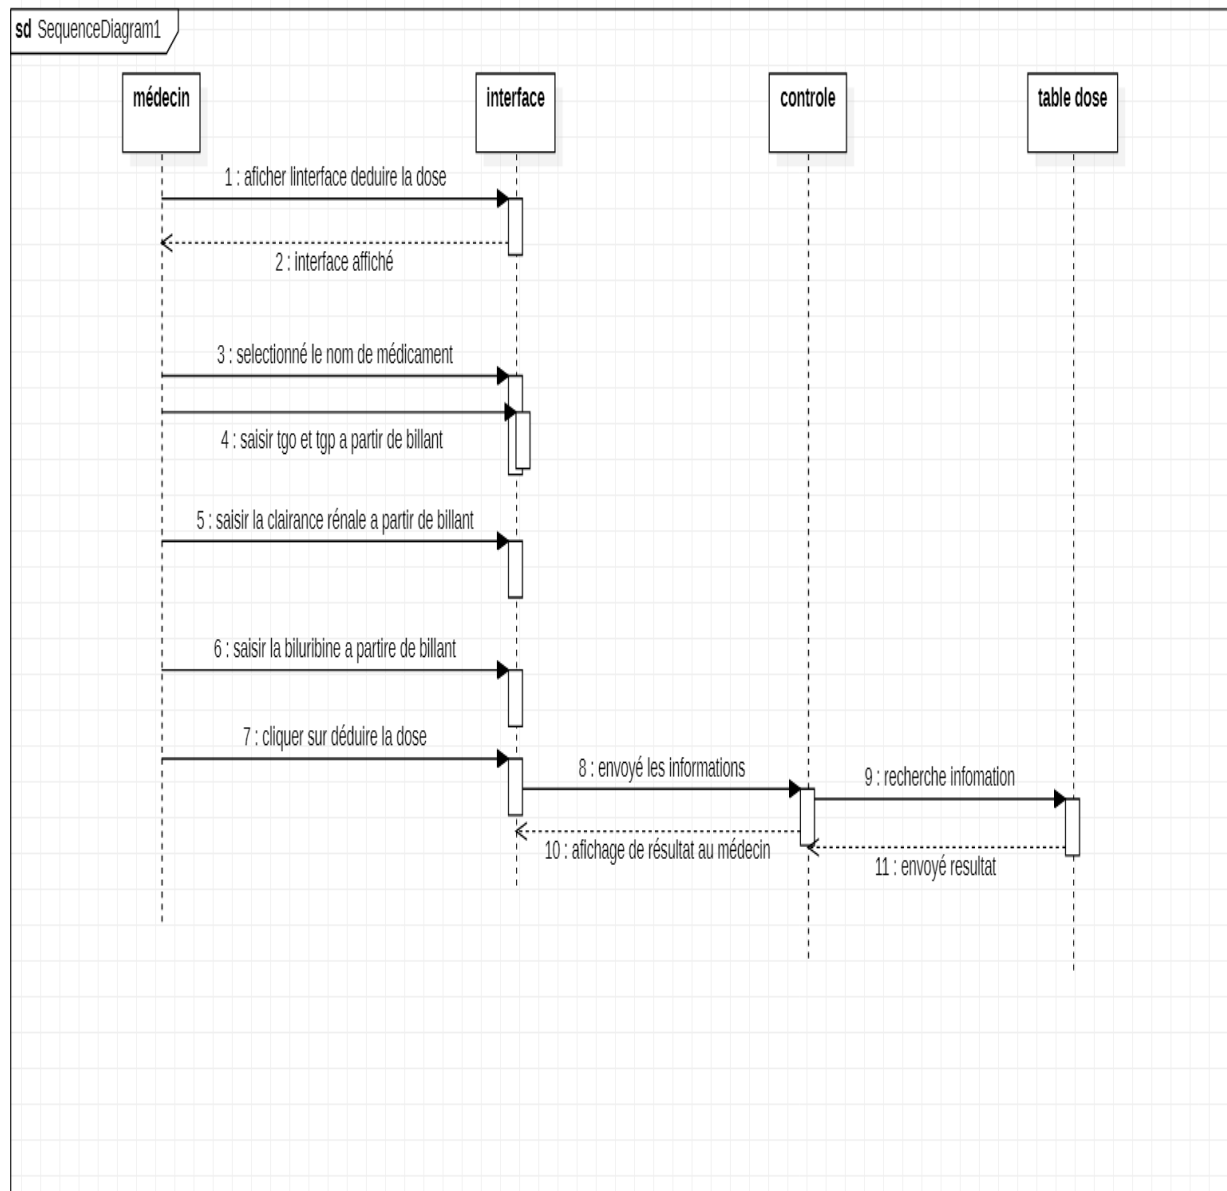 sd SequenceDiagram1
médecin
interface
controle
table dose
1 : aficher linterface deduire la dose
2 : interface affiché
3 : selectionné le nom de médicament
4 : saisir tgo et tgp a partir de billant
5 : saisir la clairance rénale a partir de billant
6 : saisir la biluribine a partire de billant
7 : cliquer sur déduire la dose
8 : envoyé les informations
9 : recherche infomation
10 : afichage de résultat au médecin
11 : envoyé resultat